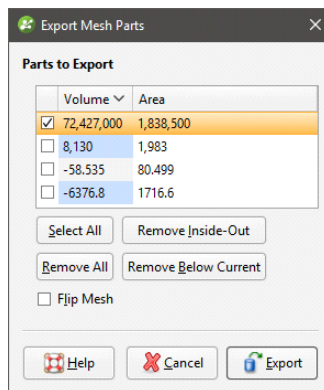 Export Mesh Parts
Parts to Export
Volume Area
72,427,000 1,838,500
8,130 1,983
-58.535 80.499
-6376.8 1716.6
Select All Remove Inside-Out
Remove All Remove Below Current
Flip Mesh
Help Cancel Export